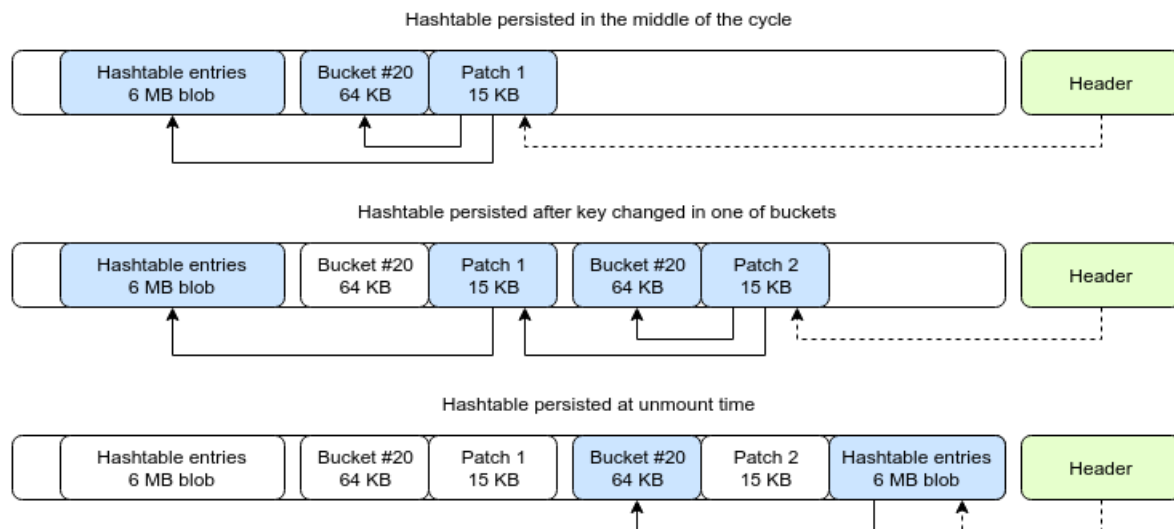 Hashtable persisted in the middle of the cycle
Hashtable entries
6 MB blob
Bucket #20
64 KB
Patch 1
15 KB
Header
Hashtable persisted after key changed in one of buckets
Hashtable entries
6 MB blob
Bucket #20
64 KB
Patch 1
15 KB
Bucket #20
64 KB
Patch 2
15 KB
Header
Hashtable persisted at unmount time
Hashtable entries
6 MB blob
Bucket #20
64 KB
Patch 1
15 KB
Bucket #20
64 KB
Patch 2
15 KB
Hashtable entries
6 MB blob
Header